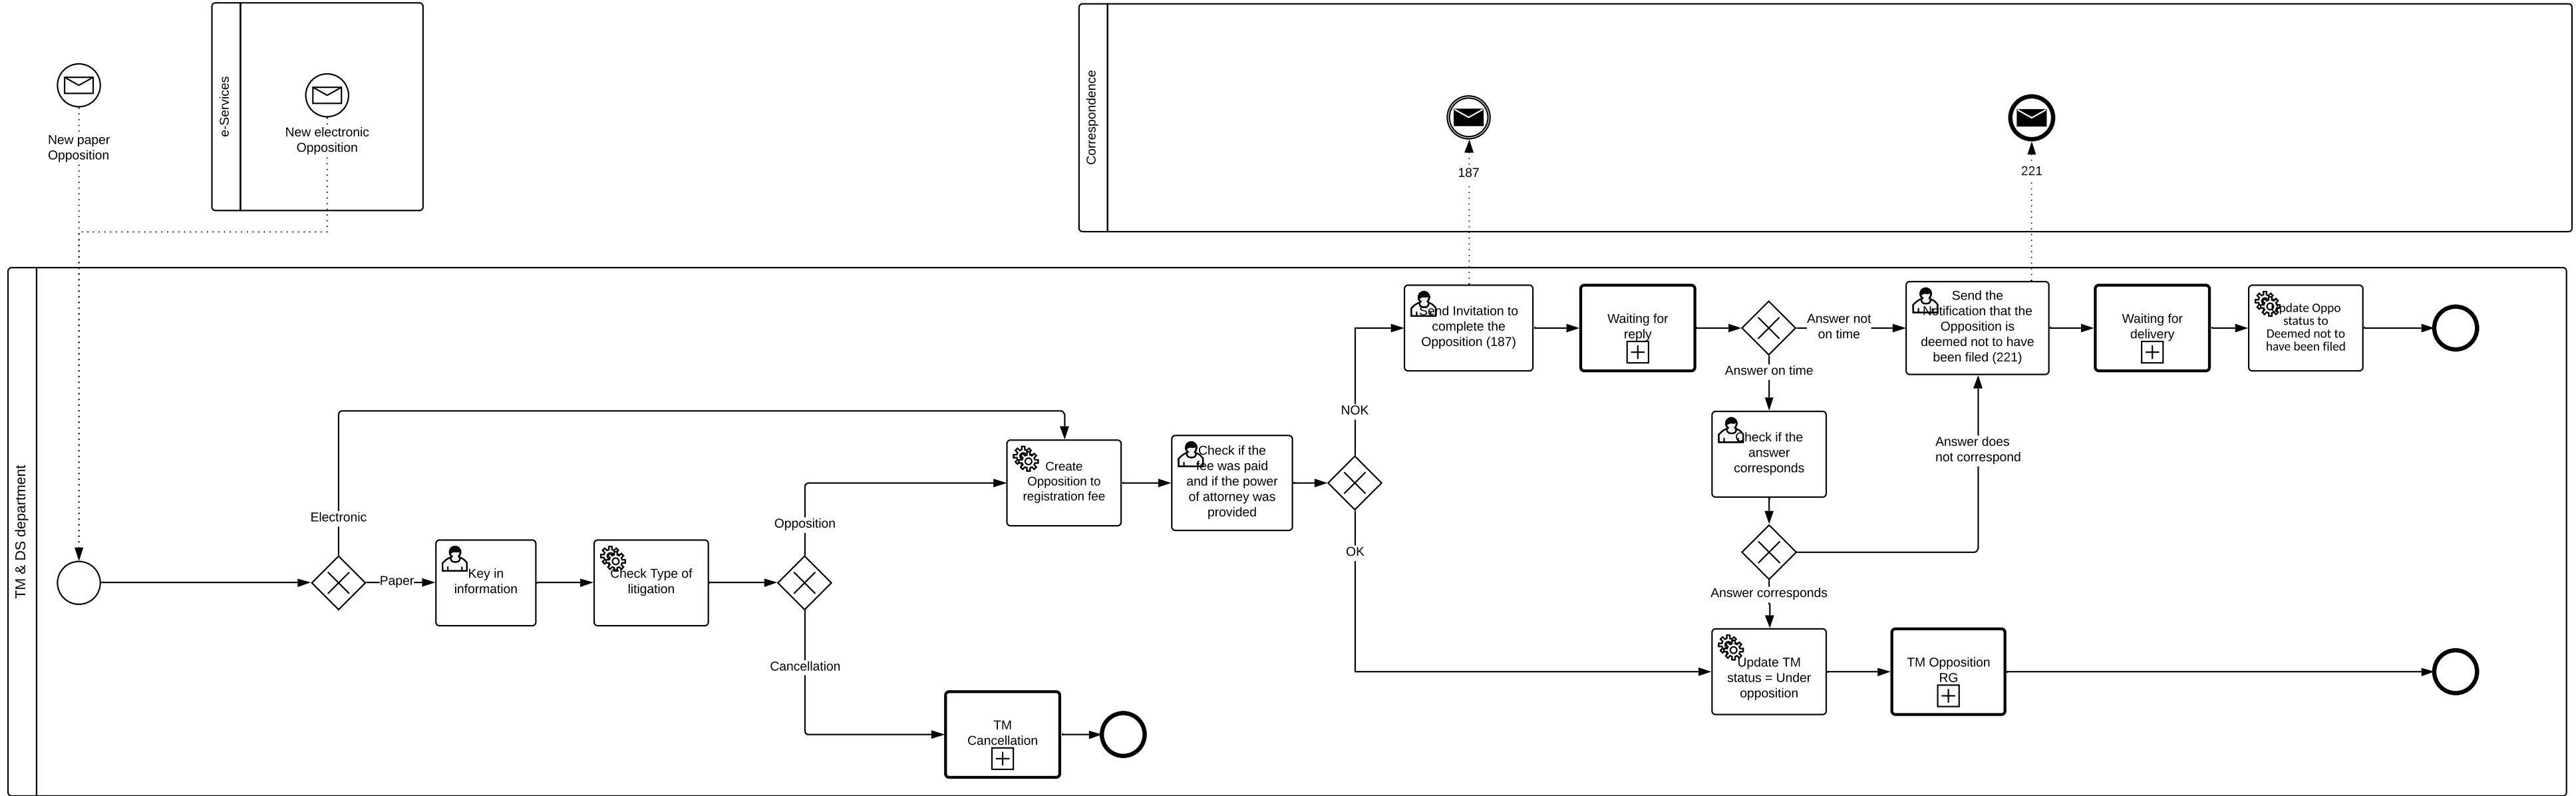 New paper
Opposition
e-Services
New electronic
Opposition
Correspondence
187
221
TM & DS department
Electronic
Paper
Key in
information
Check Type of
litigation
Opposition
Cancellation
TM
Cancellation
Create
Opposition to
registration fee
Check if the
fee was paid
and if the power
of attorney was
provided
NOK
OK
Send Invitation to
complete the
Opposition (187)
Waiting for
reply
Answer not
on time
Answer on time
Check if the
answer
corresponds
Answer does
not correspond
Answer corresponds
Send the
Notification that the
Opposition is
deemed not to have
been filed (221)
Waiting for
delivery
Update Oppo
status to
Deemed not to
have been filed
Update TM
status = Under
opposition
TM Opposition
RG